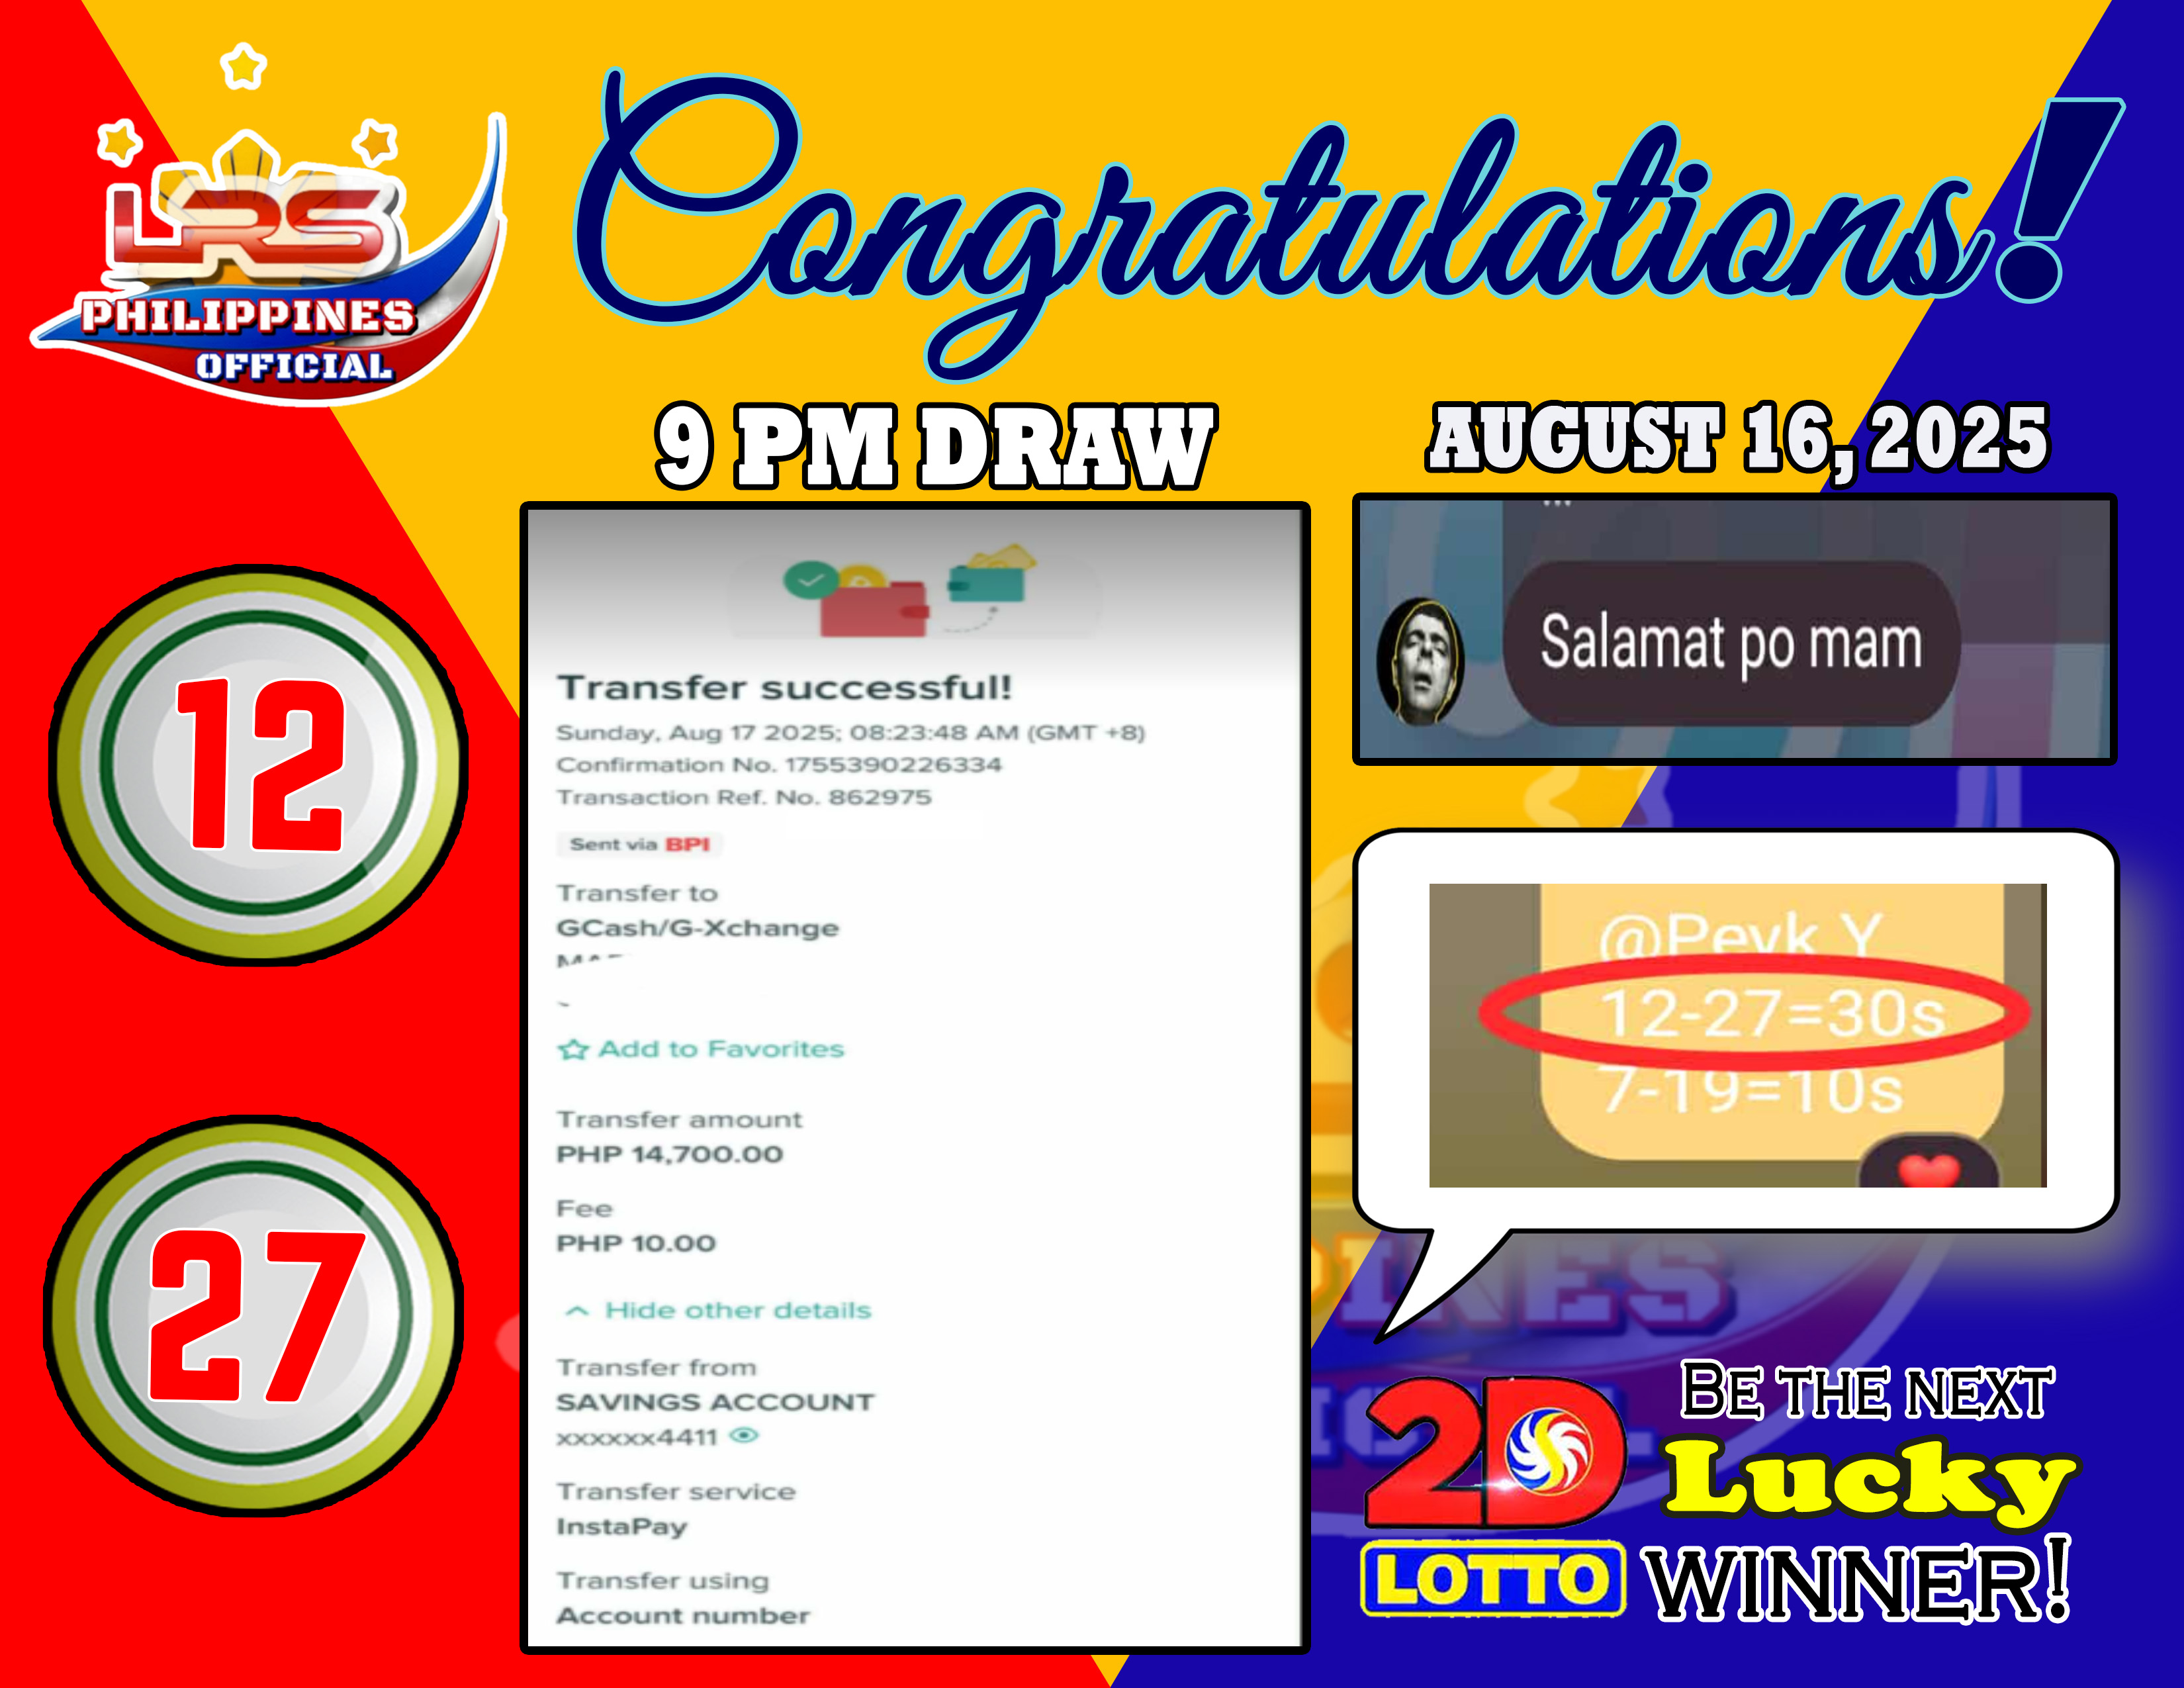 LRS
PHILIPPINES
OFFICIAL
Congratulations!
9 PM DRAW
AUGUST 16, 2025
12
27
Transfer successful!
Sunday, Aug 17 2025; 08:23:48 AM (GMT +8)
Confirmation No. 1755390226334
Transaction Ref. No. 862975
Sent via BPI
Transfer to
GCash/G-Xchange
Add to Favorites
Transfer amount
PHP 14,700.00
Fee
PHP 10.00
Hide other details
Transfer from
SAVINGS ACCOUNT
xxxxxx4411
Transfer service
InstaPay
Transfer using
Account number
...
Salamat po mam
@Peyk Y
12-27=30s
7-19=10s
2D
LOTTO
BE THE NEXT
Lucky
WINNER!